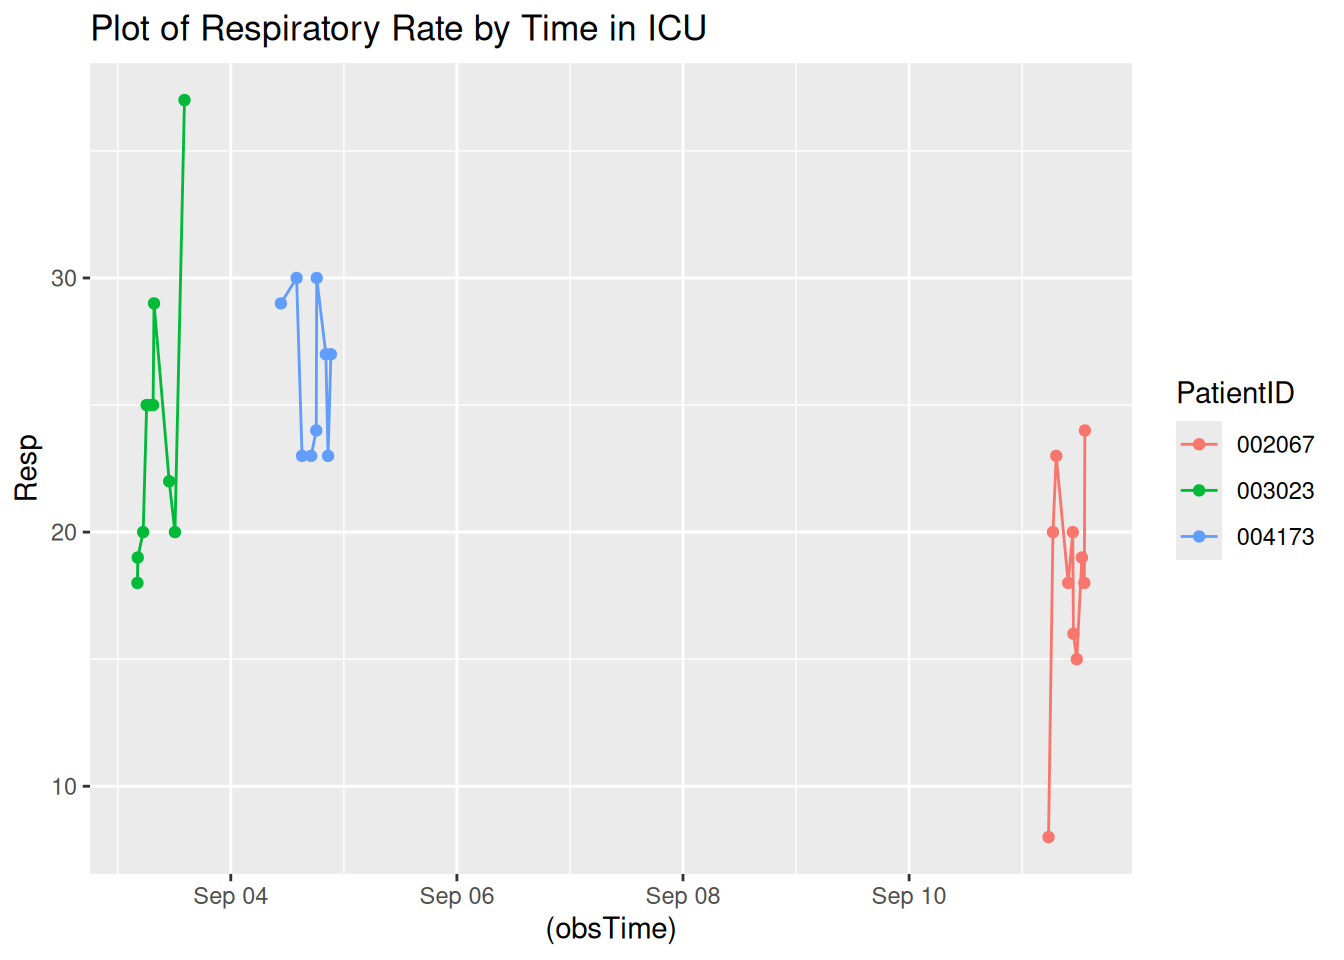 Plot of Respiratory Rate by Time in ICU
Resp
30
20
10
Sep 04
Sep 06
Sep 08
Sep 10
(obsTime)
PatientID
002067
003023
004173